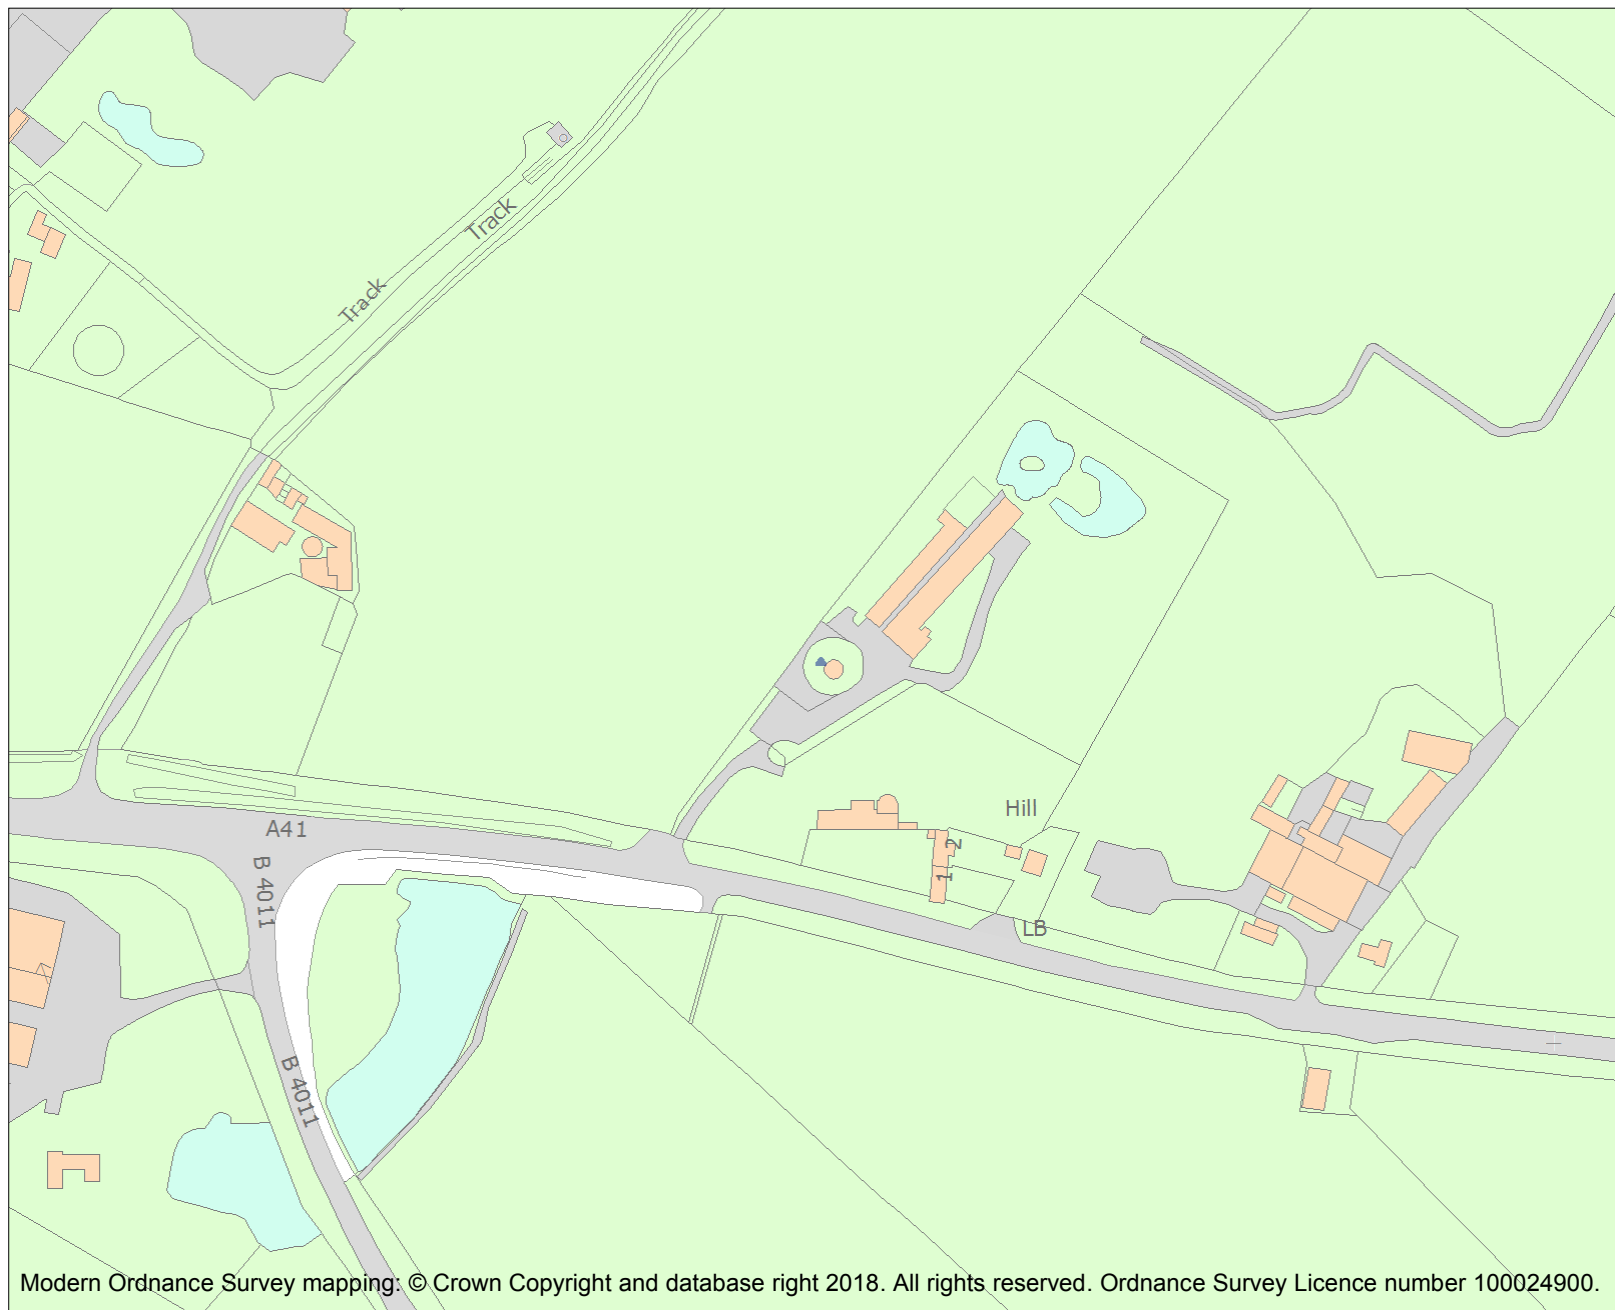 Track
Track
Hill
A41
2
1
B 4011
LB
B 4011
Modern Ordnance Survey mapping: © Crown Copyright and database right 2018. All rights reserved. Ordnance Survey Licence number 100024900.